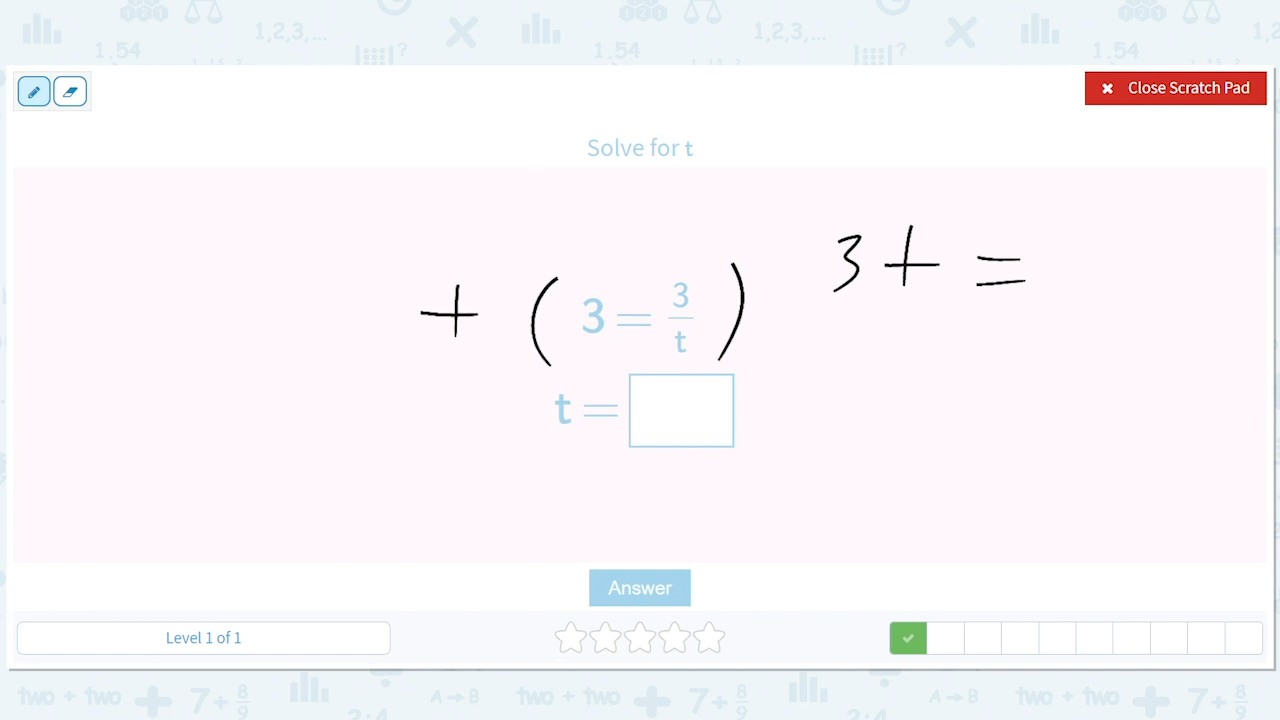 Close Scratch Pad
Solve for t
t ( 3 = 3/t ) 3t =
t =
Answer
Level 1 of 1